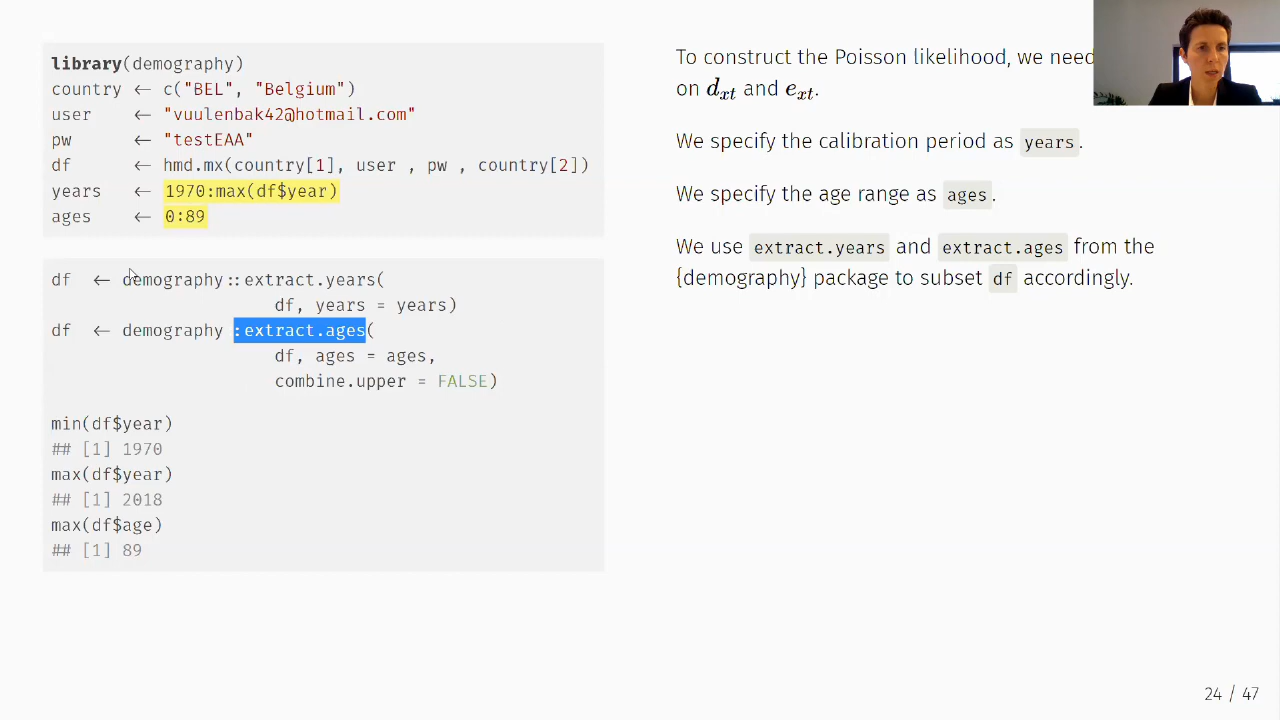 library(demography)
country ← c("BEL", "Belgium")
user ← "vuulenbak42@hotmail.com"
pw ← "testEAA"
df ← hmd.mx(country[1], user , pw , country[2])
years ← 1970:max(df$year)
ages ← 0:89
df ← demography::extract.years(
df, years = years)
df ← demography :extract.ages(
df, ages = ages,
combine.upper = FALSE)
min(df$year)
## [1] 1970
max(df$year)
## [1] 2018
max(df$age)
## [1] 89
To construct the Poisson likelihood, we need
on dxt and ext.
We specify the calibration period as years.
We specify the age range as ages.
We use extract.years and extract.ages from the
{demography} package to subset df accordingly.
24 / 47